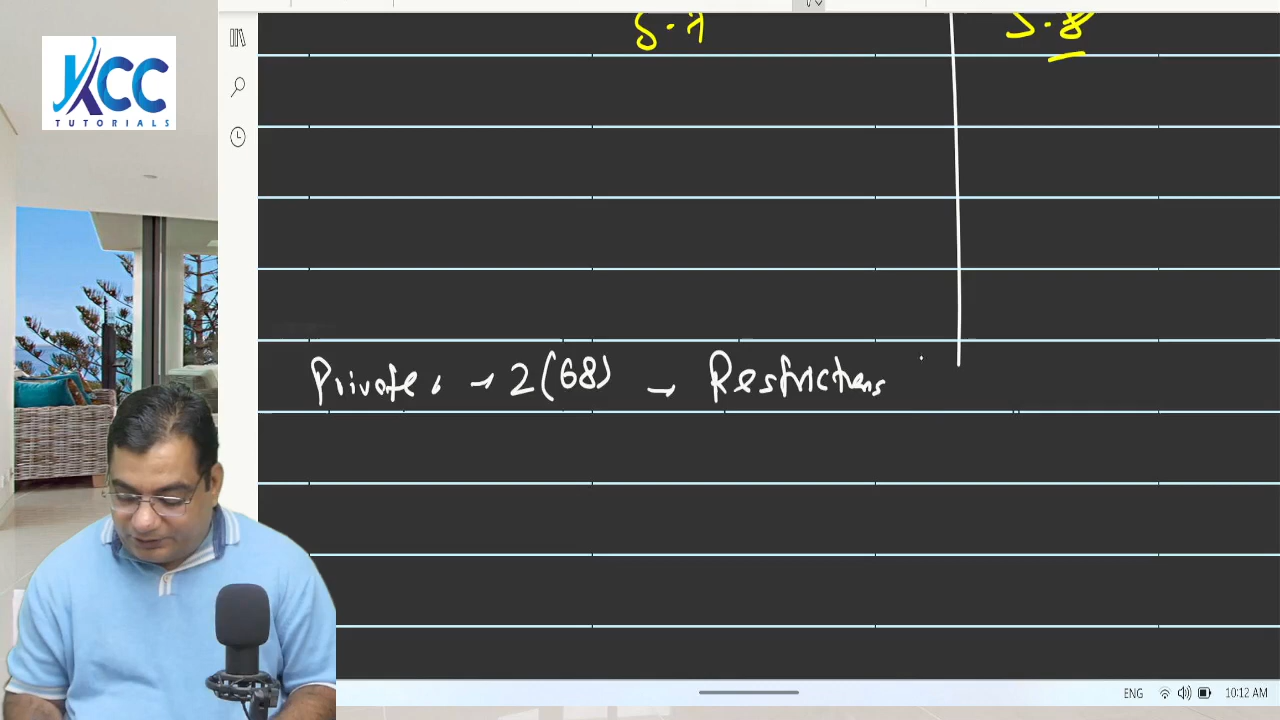 S.7 S.8
KCC
TUTORIALS
Private. → 2(68) → Restrictions
ENG 10:12 AM